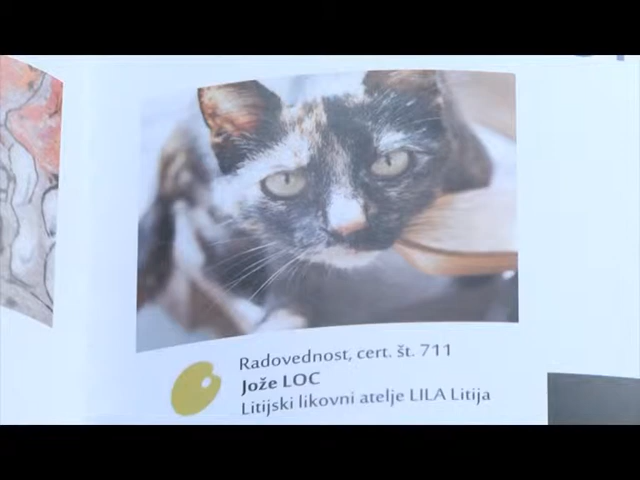 Radovednost, cert. št. 711
Jože LOC
Litijski likovni atelje LILA Litija